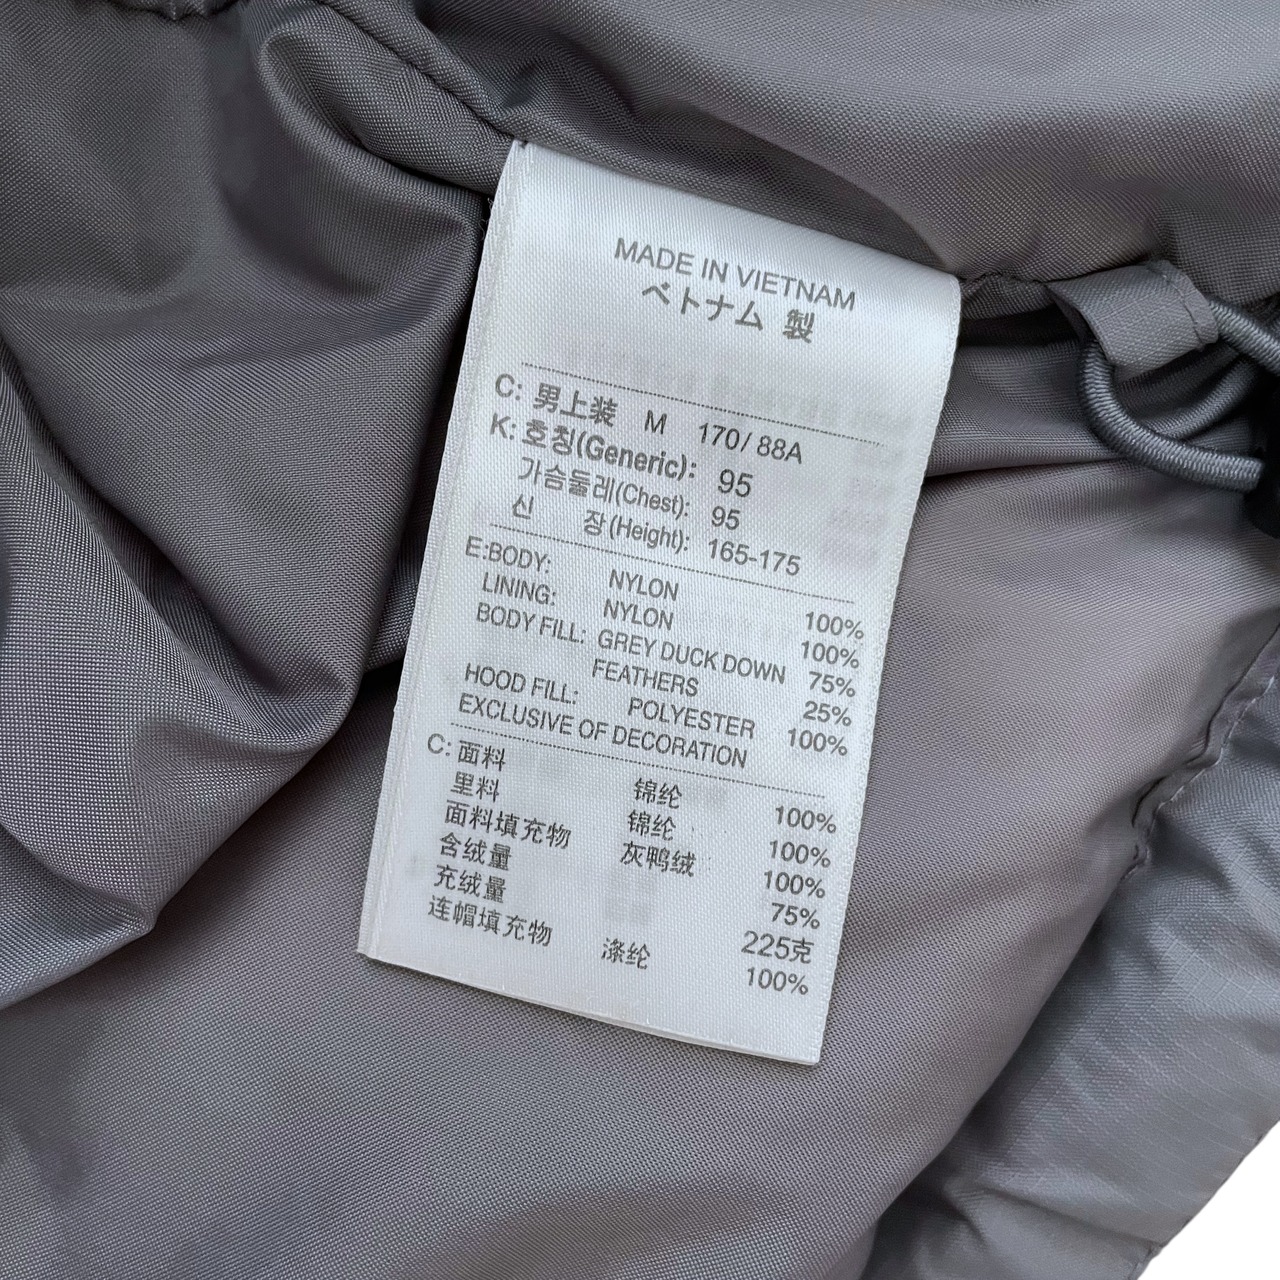 MADE IN VIETNAM
ベトナム 製
C: 男上装 M 170/ 88A
K: 호칭(Generic): 95
가슴둘레(Chest): 95
신 장(Height): 165-175
E:BODY: NYLON 100%
LINING: NYLON 100%
BODY FILL: GREY DUCK DOWN 75%
FEATHERS 25%
HOOD FILL: POLYESTER 100%
EXCLUSIVE OF DECORATION
C: 面料 锦纶 100%
里料 锦纶 100%
面料填充物 灰鸭绒 100%
含绒量 75%
充绒量 225克
连帽填充物 涤纶 100%